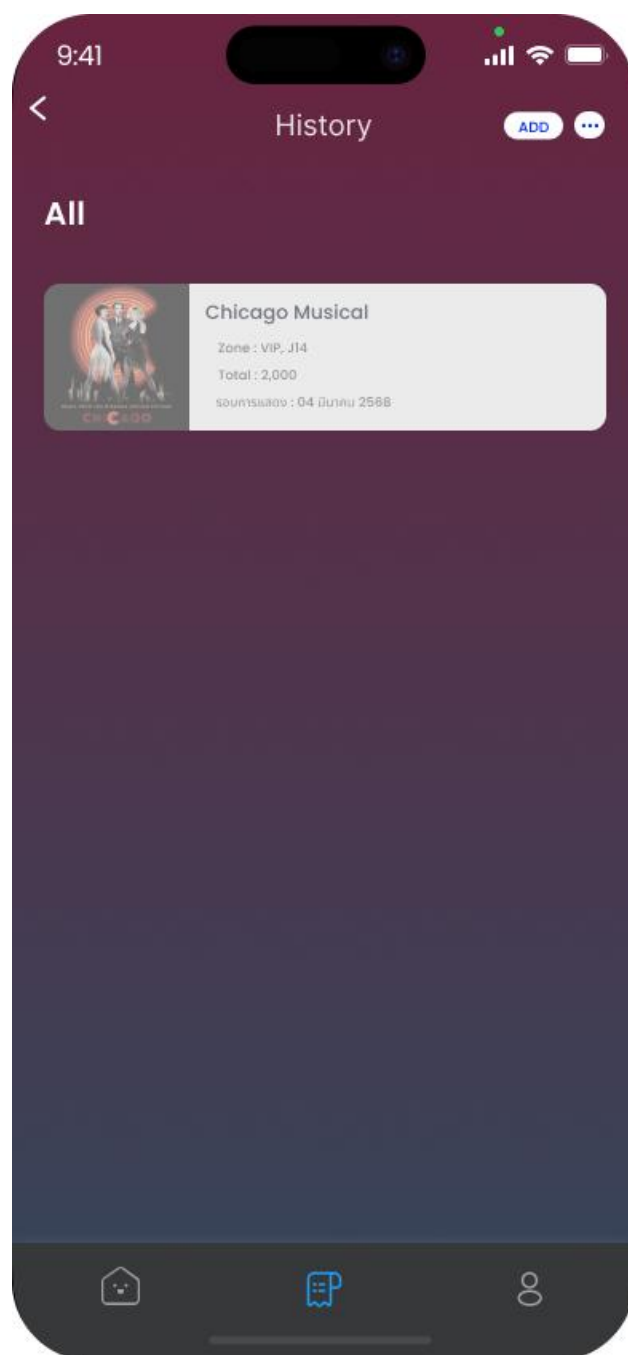 9:41
History
ADD
All
Chicago Musical
Zone : VIP, J14
Total : 2,000
รอบการแสดง : 04 มีนาคม 2568
CHICAGO